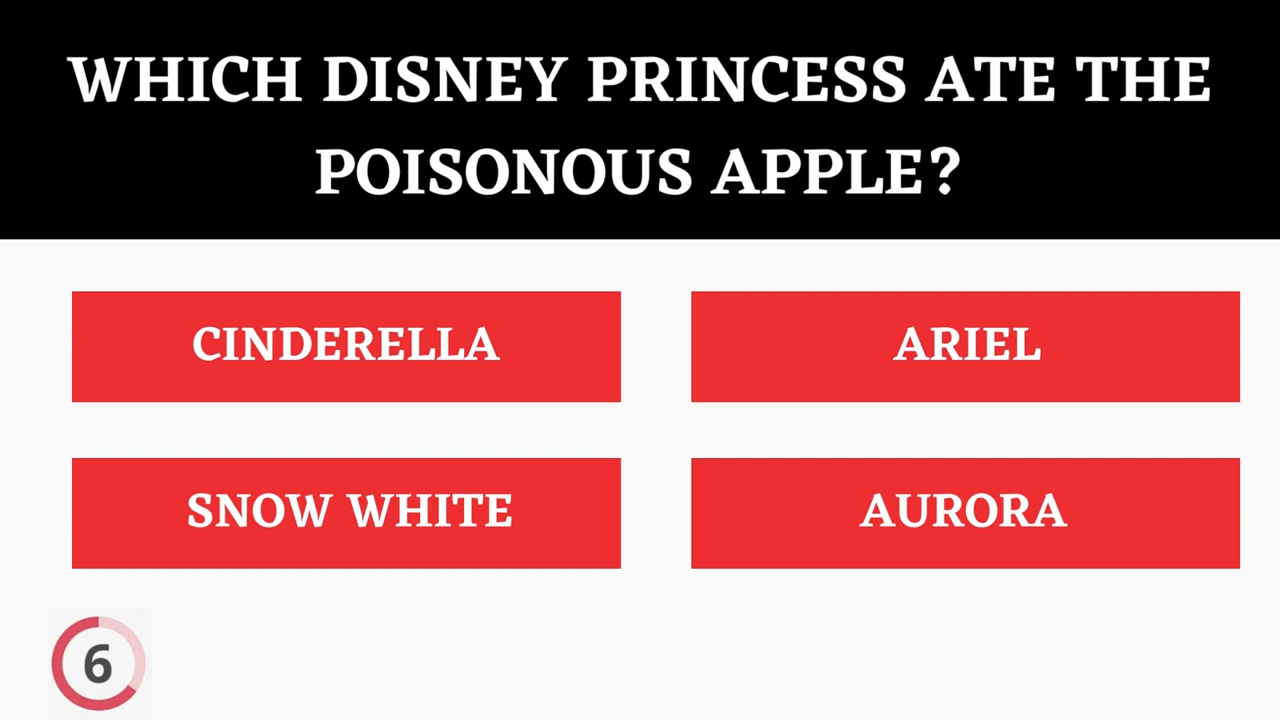 WHICH DISNEY PRINCESS ATE THE
POISONOUS APPLE?
CINDERELLA
ARIEL
SNOW WHITE
AURORA
6